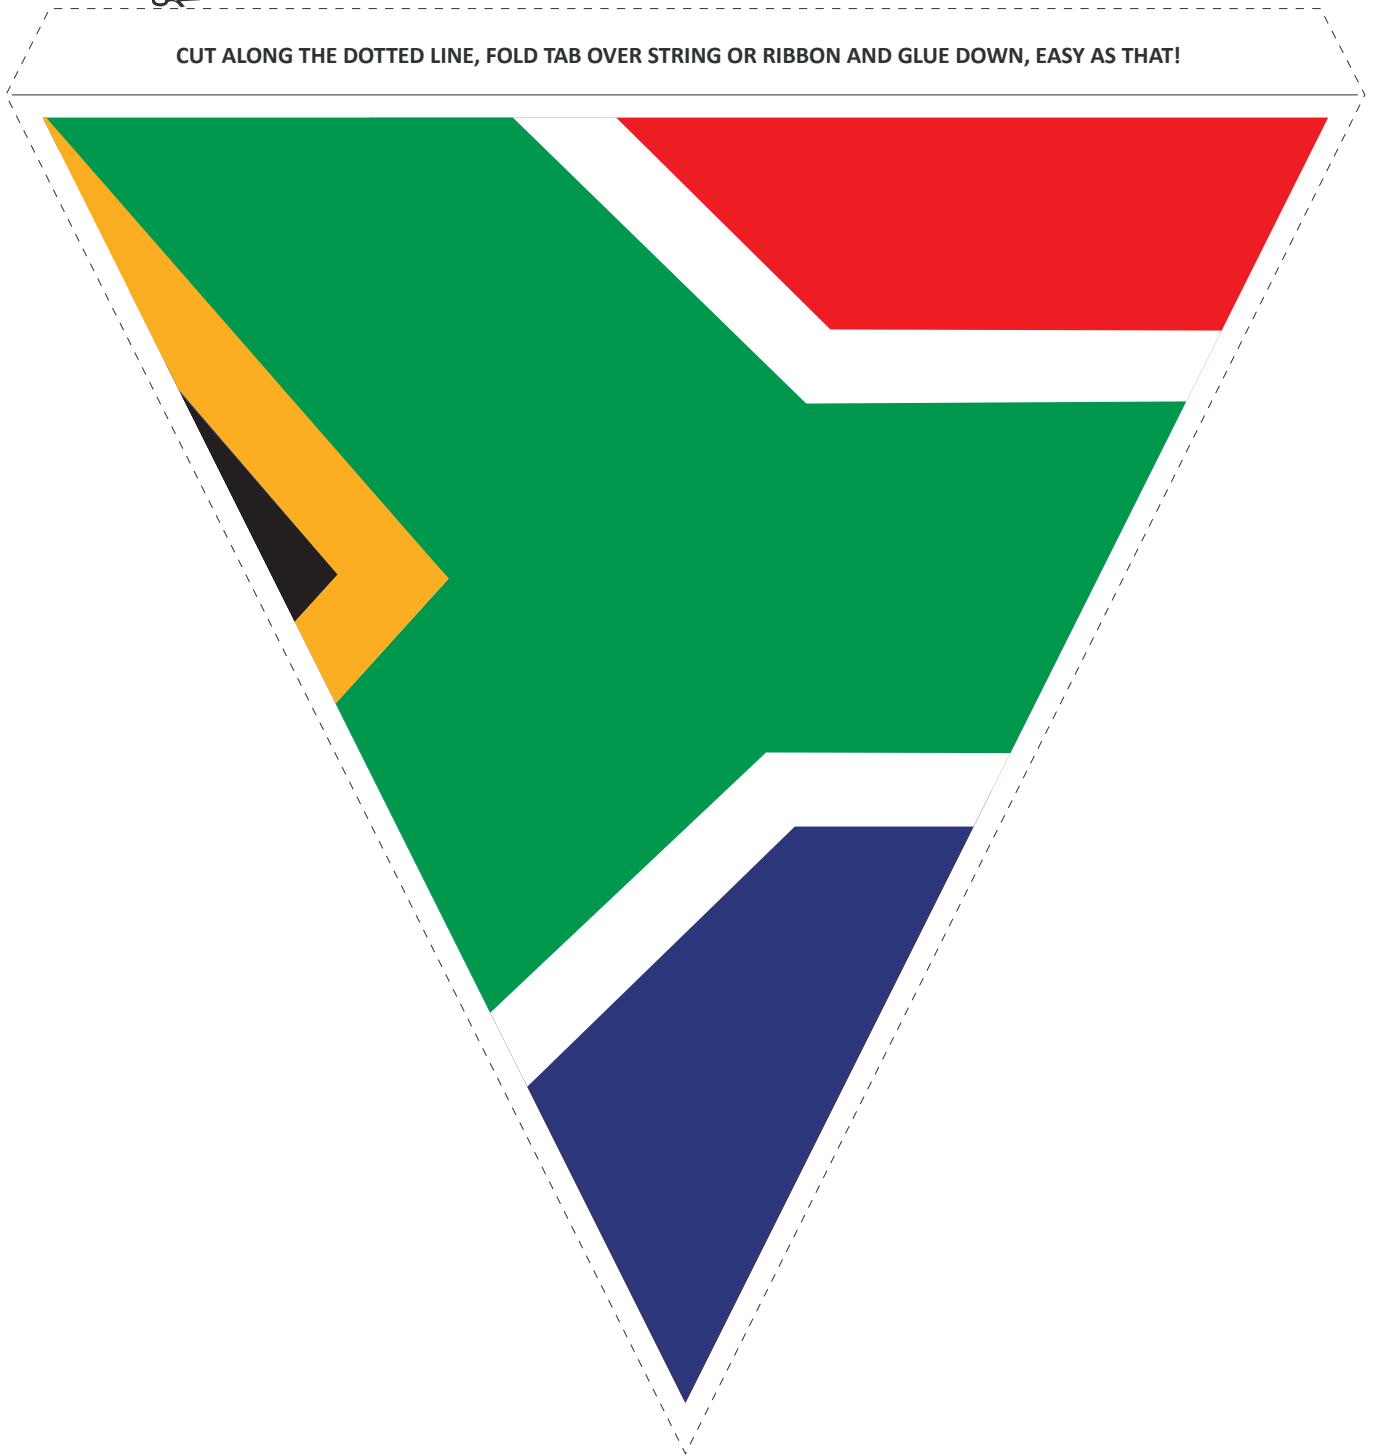 CUT ALONG THE DOTTED LINE, FOLD TAB OVER STRING OR RIBBON AND GLUE DOWN, EASY AS THAT!